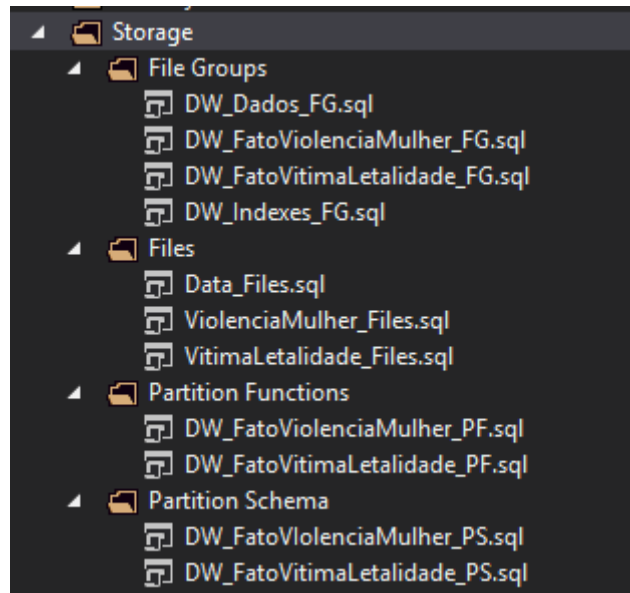 Storage
File Groups
DW_Dados_FG.sql
DW_FatoViolenciaMulher_FG.sql
DW_FatoVitimaLetalidade_FG.sql
DW_Indexes_FG.sql
Files
Data_Files.sql
ViolenciaMulher_Files.sql
VitimaLetalidade_Files.sql
Partition Functions
DW_FatoViolenciaMulher_PF.sql
DW_FatoVitimaLetalidade_PF.sql
Partition Schema
DW_FatoVIolenciaMulher_PS.sql
DW_FatoVitimaLetalidade_PS.sql